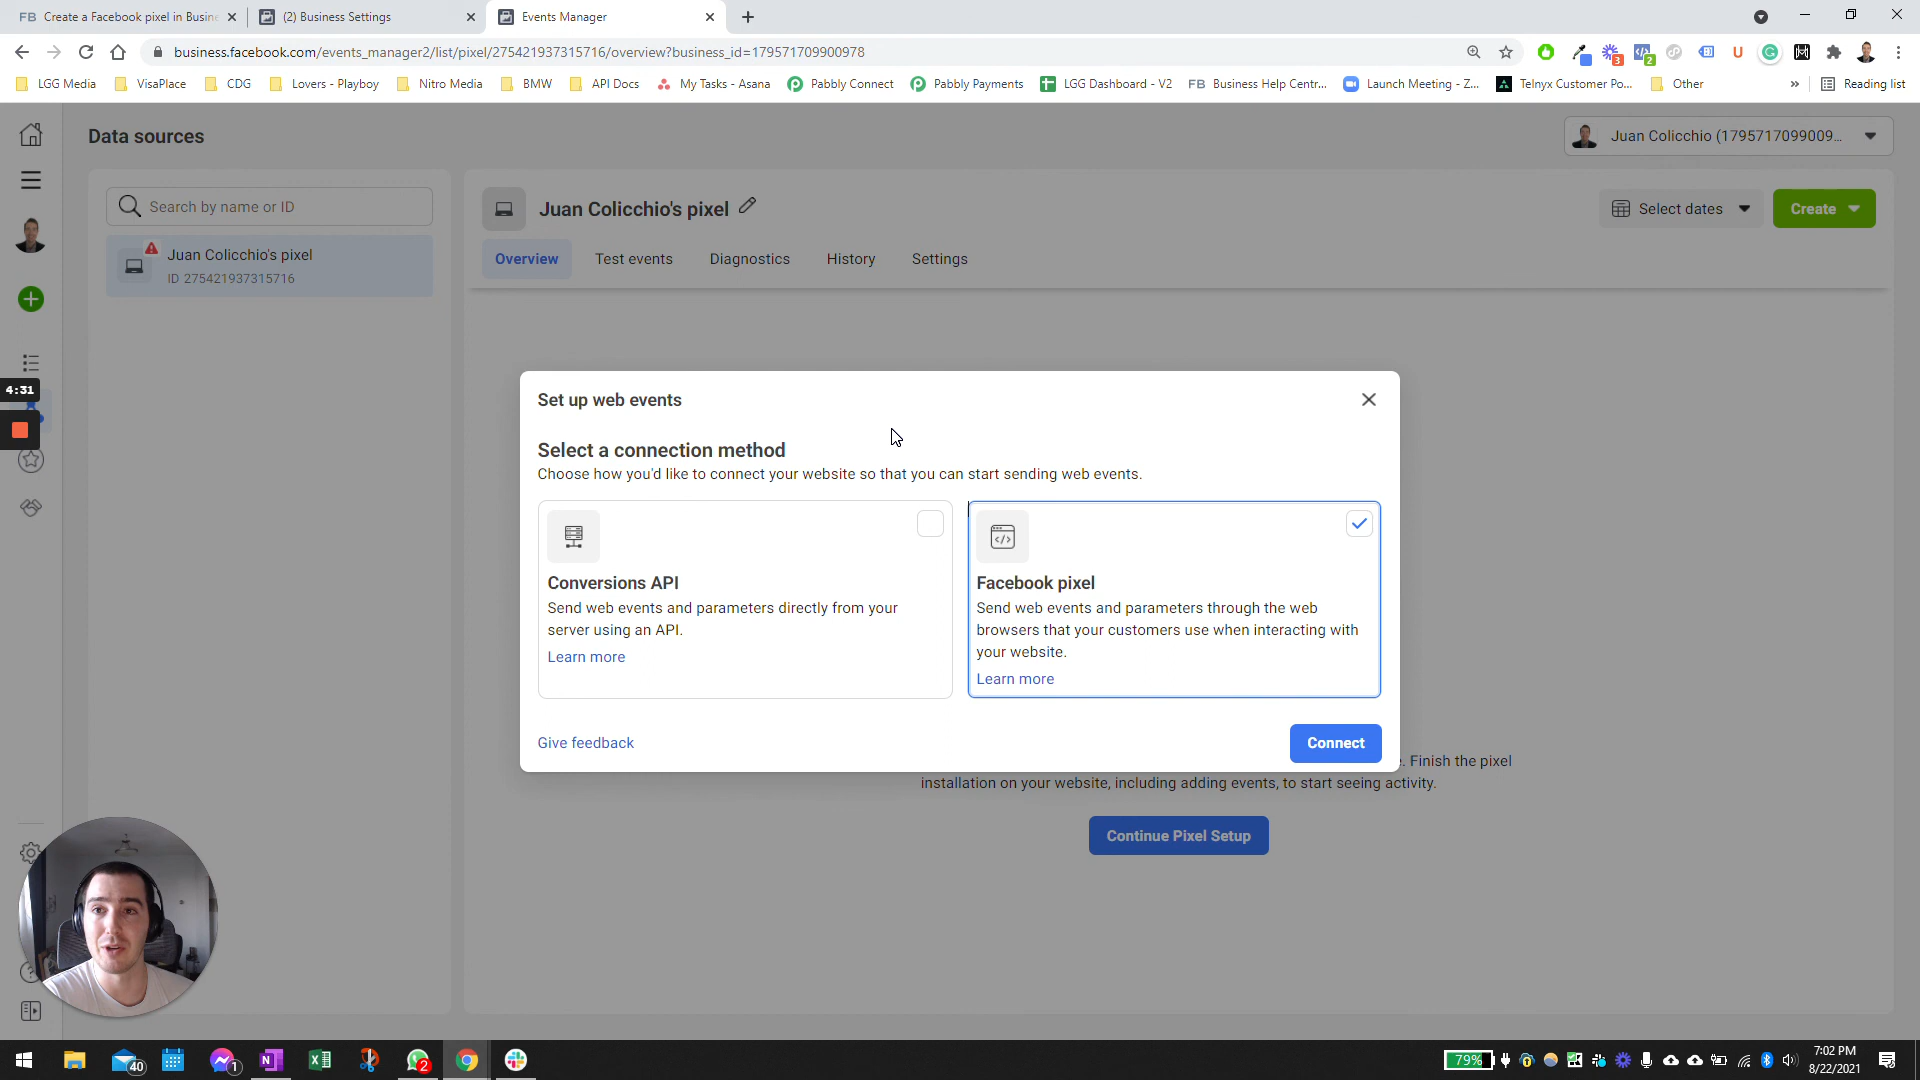 FB Create a Facebook pixel in Busin
(2) Business Settings
Events Manager
business.facebook.com/events_manager2/list/pixel/275421937315716/overview?business_id=179571709900978
3
2
U
LGG Media
VisaPlace
CDG
Lovers - Playboy
Nitro Media
BMW
API Docs
My Tasks - Asana
Pabbly Connect
Pabbly Payments
LGG Dashboard - V2
FB Business Help Centr...
Launch Meeting - Z...
Telnyx Customer Po...
Other
»
Reading list
Data sources
Juan Colicchio (1795717099009...
Search by name or ID
Juan Colicchio's pixel
ID 275421937315716
Juan Colicchio's pixel
Select dates
Create
Overview
Test events
Diagnostics
History
Settings
4:31
Set up web events
Select a connection method
Choose how you'd like to connect your website so that you can start sending web events.
Conversions API
Send web events and parameters directly from your
server using an API.
Learn more
Facebook pixel
Send web events and parameters through the web
browsers that your customers use when interacting with
your website.
Learn more
Give feedback
Connect
. Finish the pixel
installation on your website, including adding events, to start seeing activity.
Continue Pixel Setup
40
1
2
79%
7:02 PM
8/22/2021